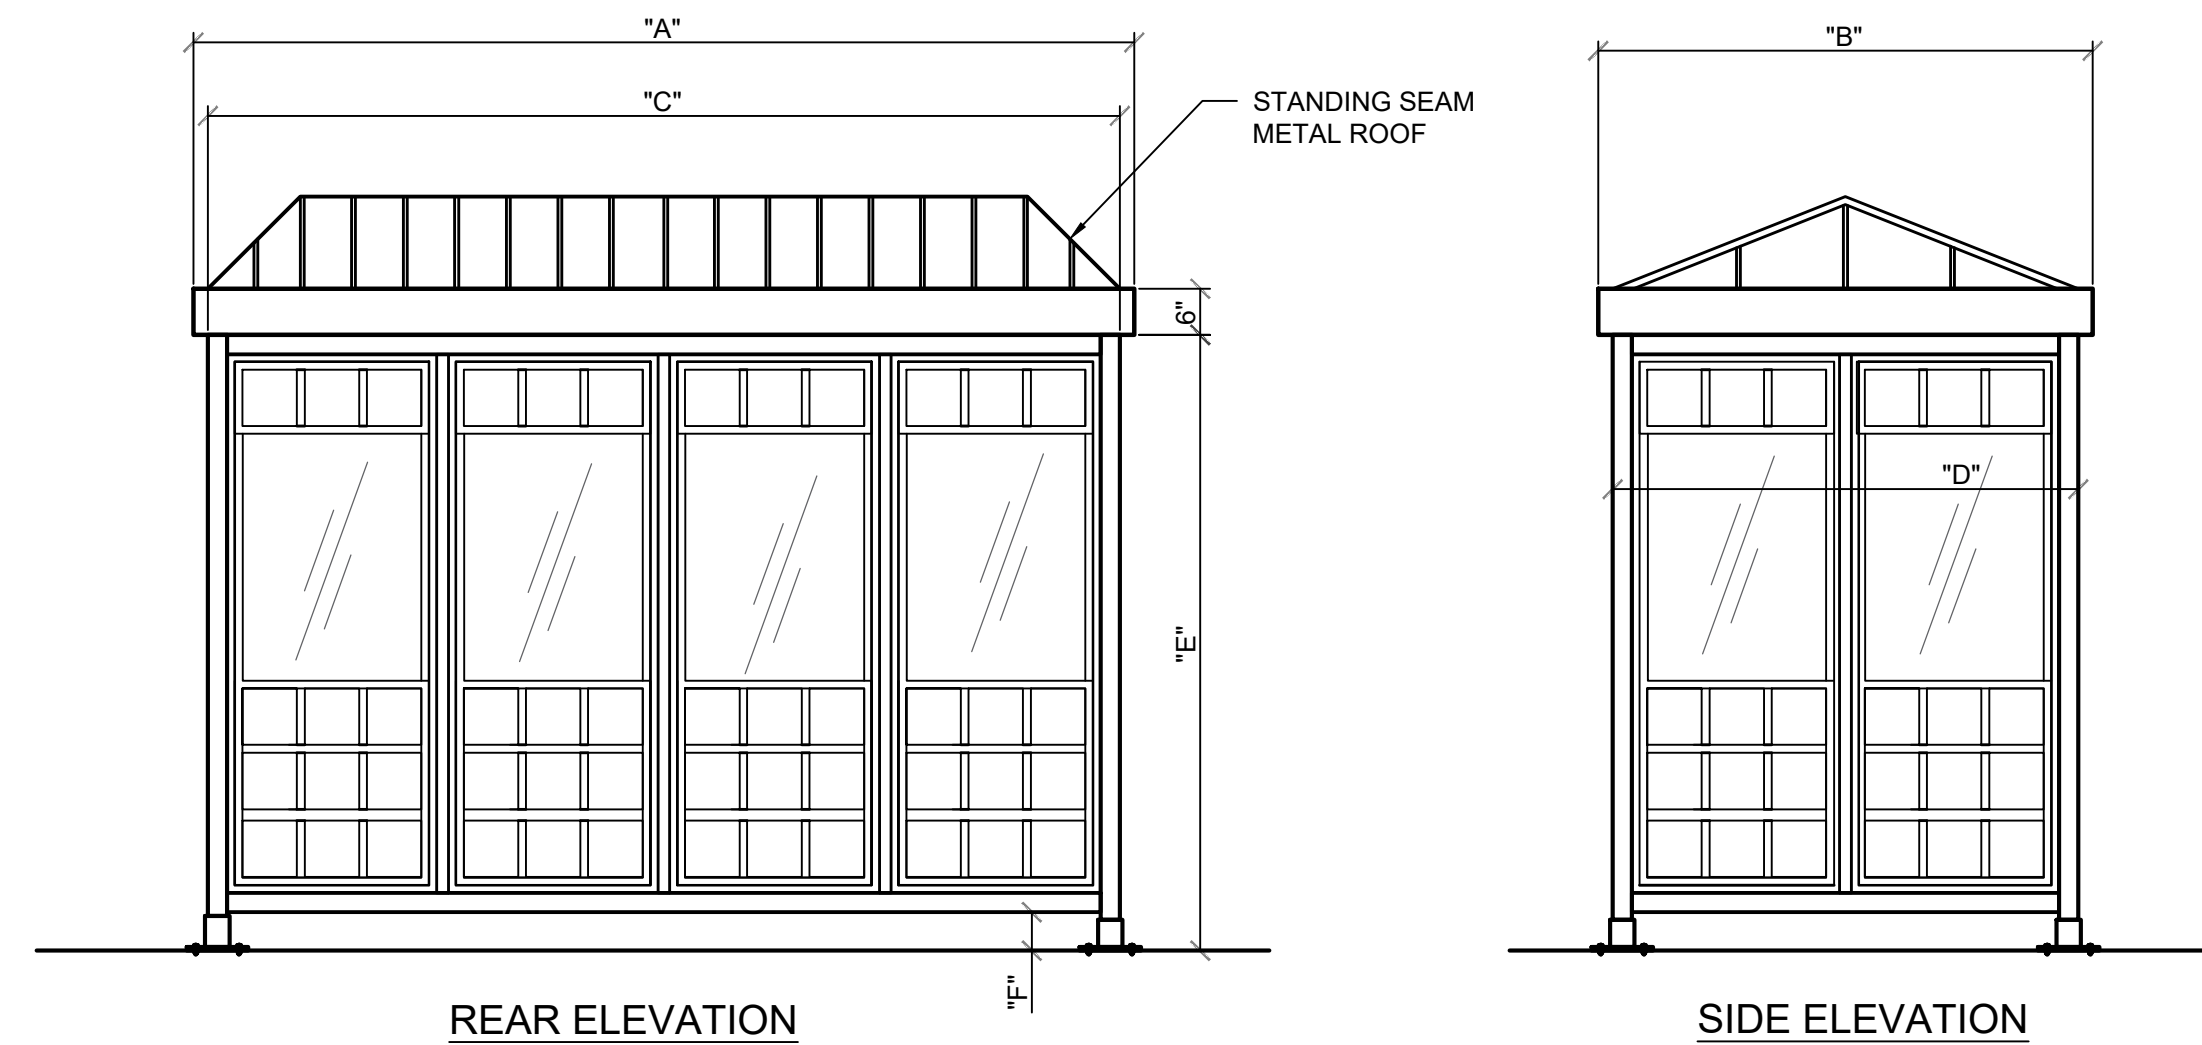 "A"
"B"
"C"
STANDING SEAM
METAL ROOF
6"
"D"
"E"
"F"
REAR ELEVATION
SIDE ELEVATION